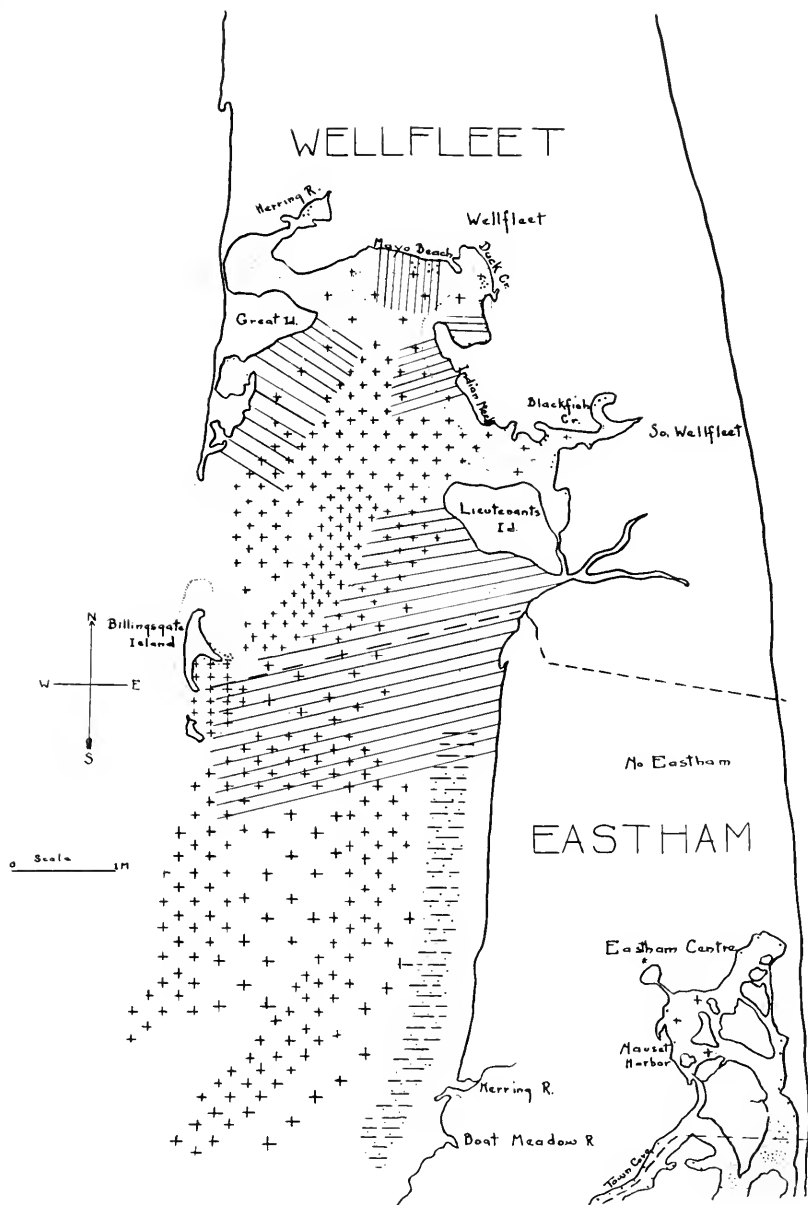 WELLFLEET
Herring R.
Wellfleet
Mayo Beach
Duck Cr.
Great Id.
Indian Neck
Blackfish
Cr.
So. Wellfleet
Lieutenants
Id.
Billingsgate
Island
N
W
E
S
No Eastham
EASTHAM
0 Scale 1M
Eastham Centre
Nauset
Harbor
Herring R.
Boat Meadow R
Town Cove